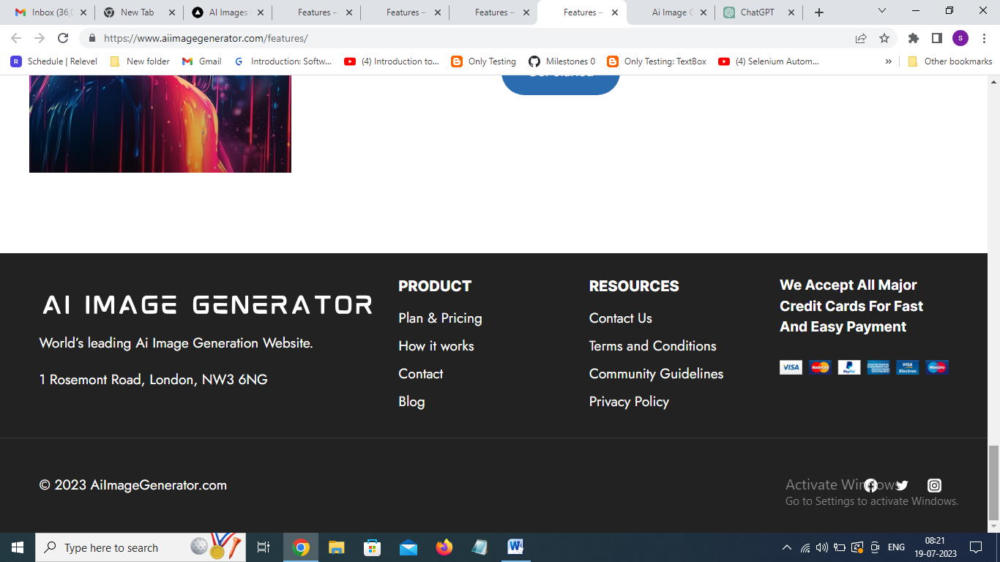 Inbox (36,
New Tab
AI Images
Features –
Features –
Features –
Features –
Ai Image G
ChatGPT
https://www.aiimagegenerator.com/features/
S
R
Schedule | Relevel
New folder
Gmail
Introduction: Softw...
(4) Introduction to...
Only Testing
Milestones 0
Only Testing: TextBox
(4) Selenium Autom...
»
Other bookmarks
Get started
AI IMAGE GENERATOR
World's leading Ai Image Generation Website.
1 Rosemont Road, London, NW3 6NG
PRODUCT
Plan & Pricing
How it works
Contact
Blog
RESOURCES
Contact Us
Terms and Conditions
Community Guidelines
Privacy Policy
We Accept All Major
Credit Cards For Fast
And Easy Payment
VISA
MasterCard
PayPal
AMERICAN EXPRESS
VISA Electron
Maestro
© 2023 AiImageGenerator.com
Activate Windows
Go to Settings to activate Windows.
Type here to search
W
ENG
08:21
19-07-2023